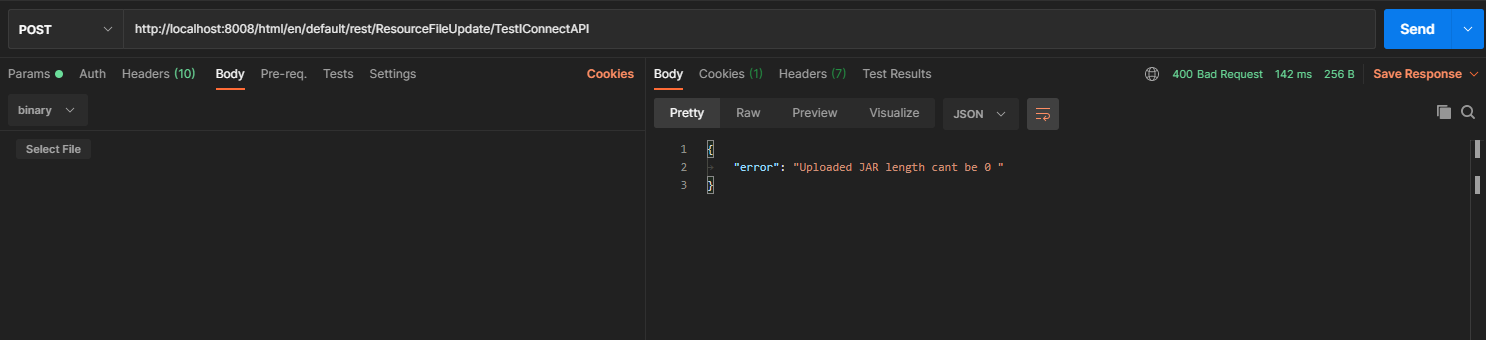 POST http://localhost:8008/html/en/default/rest/ResourceFileUpdate/TestIConnectAPI Send
Params Auth Headers (10) Body Pre-req. Tests Settings Cookies
binary
Select File
Body Cookies (1) Headers (7) Test Results 400 Bad Request 142 ms 256 B Save Response
Pretty Raw Preview Visualize JSON
1 {
2 "error": "Uploaded JAR length cant be 0 "
3 }